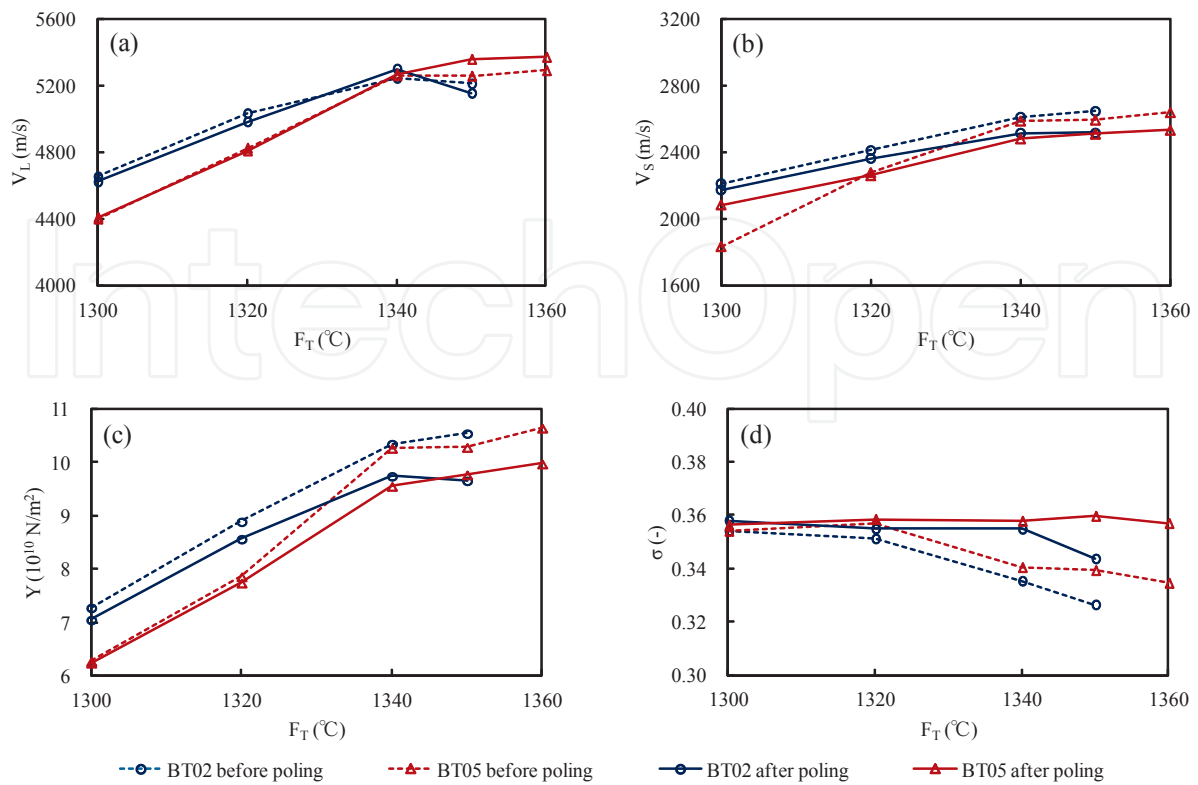 (a)
V_L (m/s)
5600
5200
4800
4400
4000
1300 1320 1340 1360
F_T (℃)
(b)
V_S (m/s)
3200
2800
2400
2000
1600
1300 1320 1340 1360
F_T (℃)
IntechOpen
(c)
Y (10^10 N/m^2)
11
10
9
8
7
6
1300 1320 1340 1360
F_T (℃)
(d)
σ (-)
0.40
0.38
0.36
0.34
0.32
0.30
1300 1320 1340 1360
F_T (℃)
BT02 before poling BT05 before poling BT02 after poling BT05 after poling